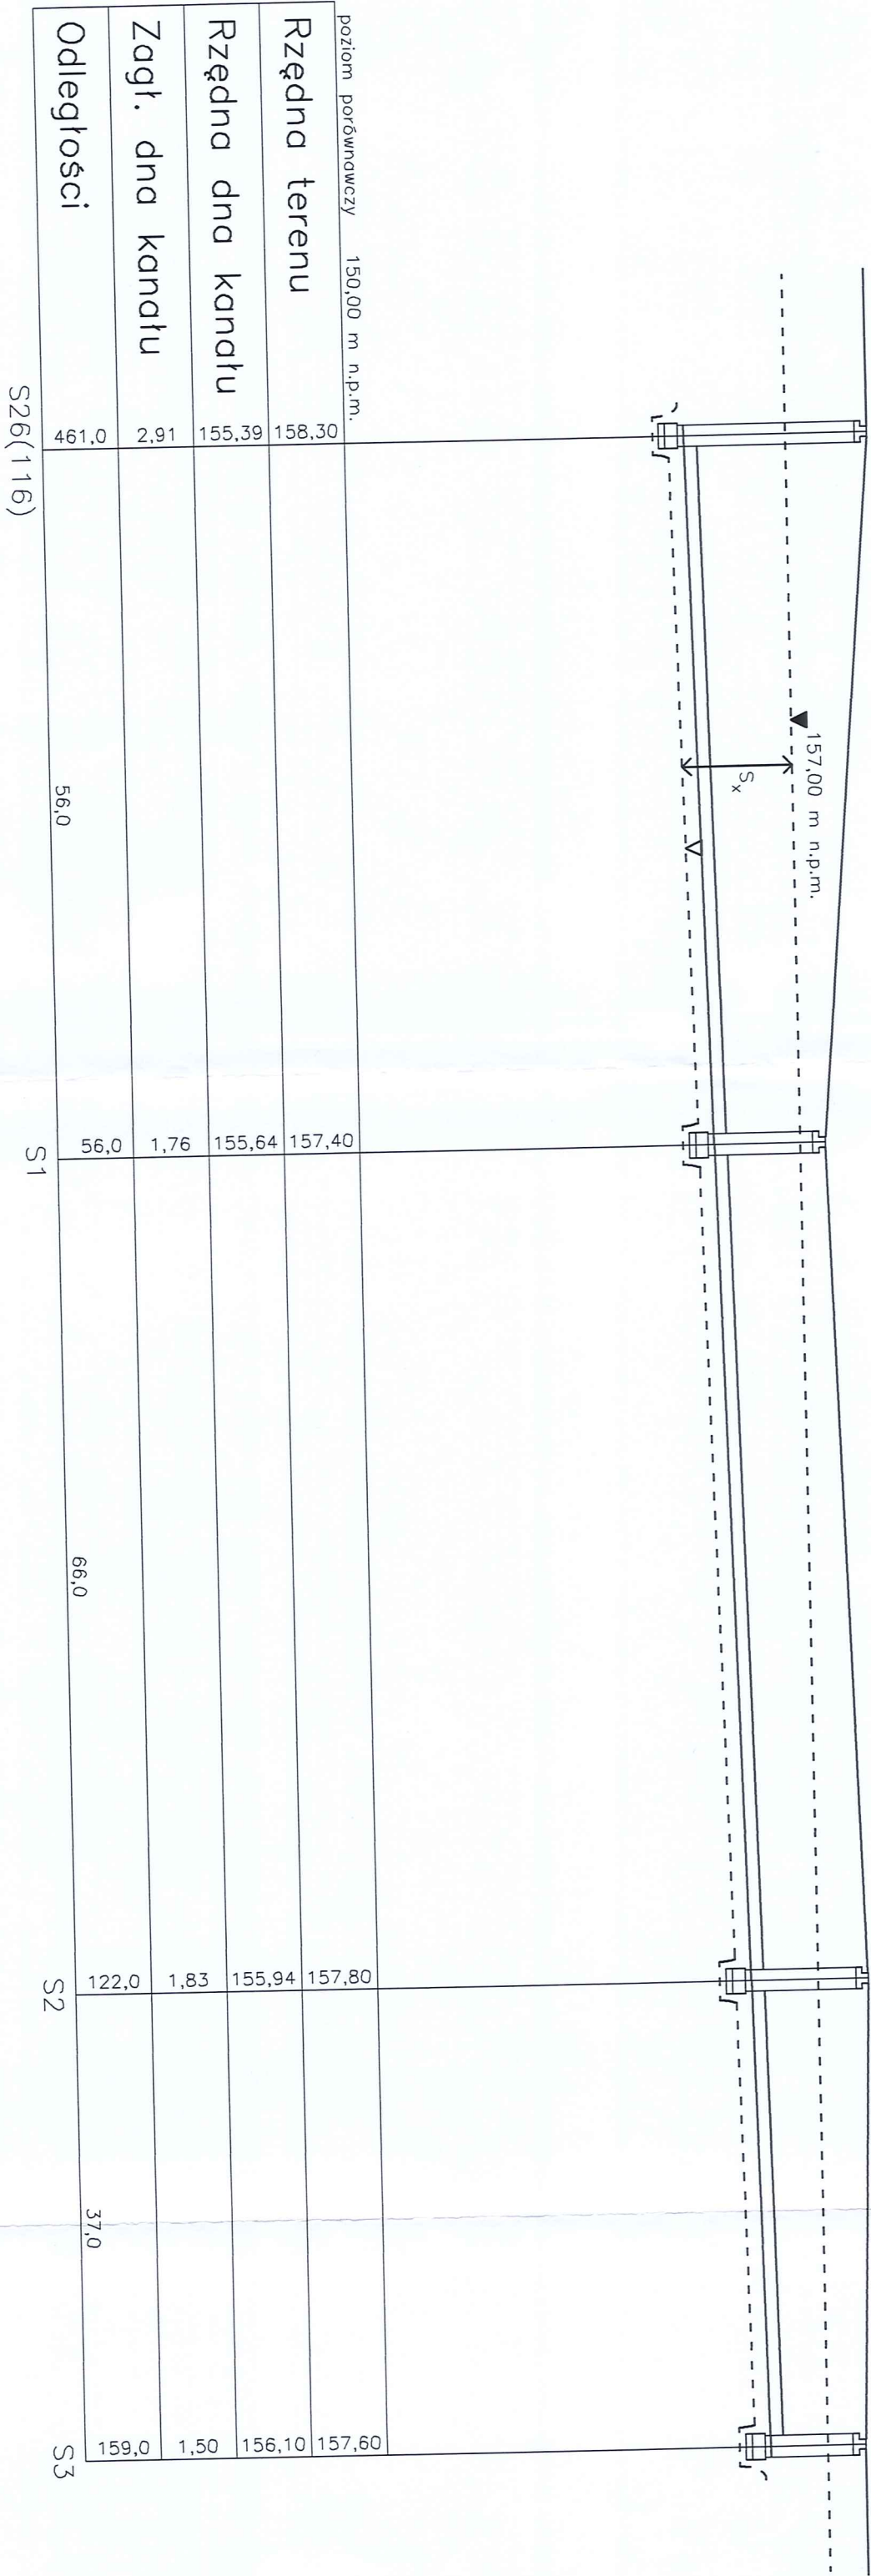 157,00 m n.p.m.
Sx
poziom porównawczy 150,00 m n.p.m.
Rzędna terenu 158,30 157,40 157,80 157,60
Rzędna dna kanału 155,39 155,64 155,94 156,10
Zagł. dna kanału 2,91 1,76 1,83 1,50
Odległości 461,0 56,0 56,0 66,0 122,0 37,0 159,0
S26(116) S1 S2 S3